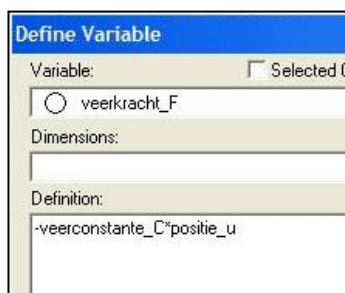 Define Variable
Variable: Selected
veerkracht_F
Dimensions:
Definition:
-veerconstante_C*positie_u